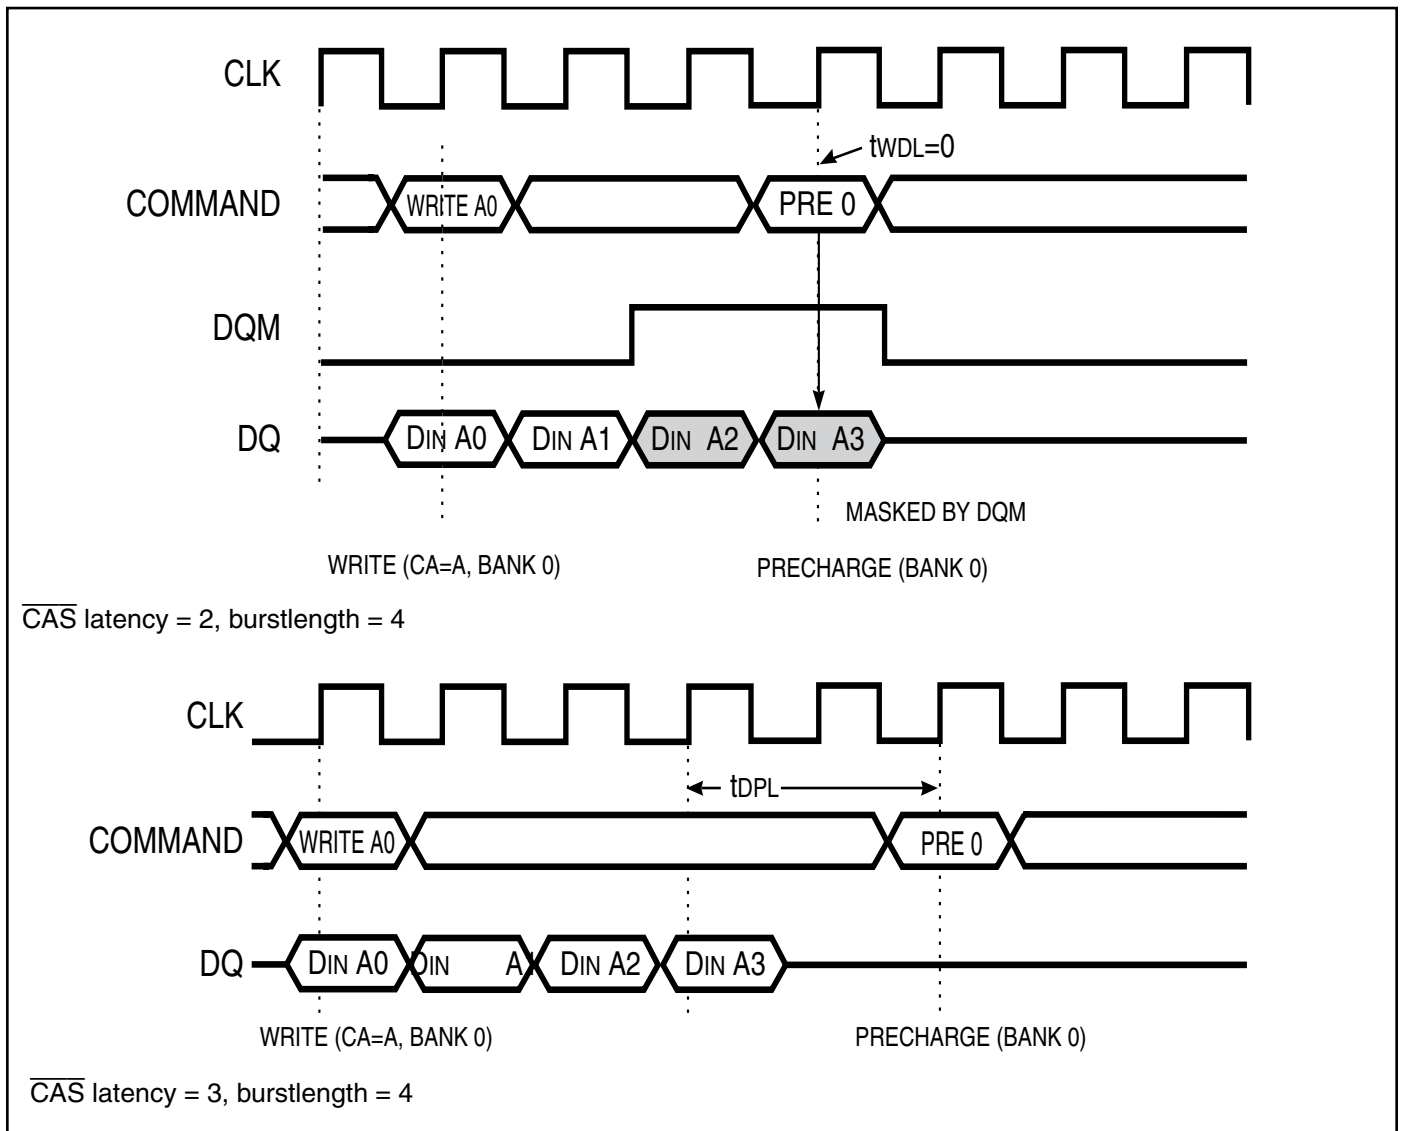 CLK
tWDL=0
COMMAND WRITE A0 PRE 0
DQM
DQ DIN A0 DIN A1 DIN A2 DIN A3
MASKED BY DQM
WRITE (CA=A, BANK 0) PRECHARGE (BANK 0)
CAS latency = 2, burstlength = 4
CLK
tDPL
COMMAND WRITE A0 PRE 0
DQ DIN A0 DIN A1 DIN A2 DIN A3
WRITE (CA=A, BANK 0) PRECHARGE (BANK 0)
CAS latency = 3, burstlength = 4